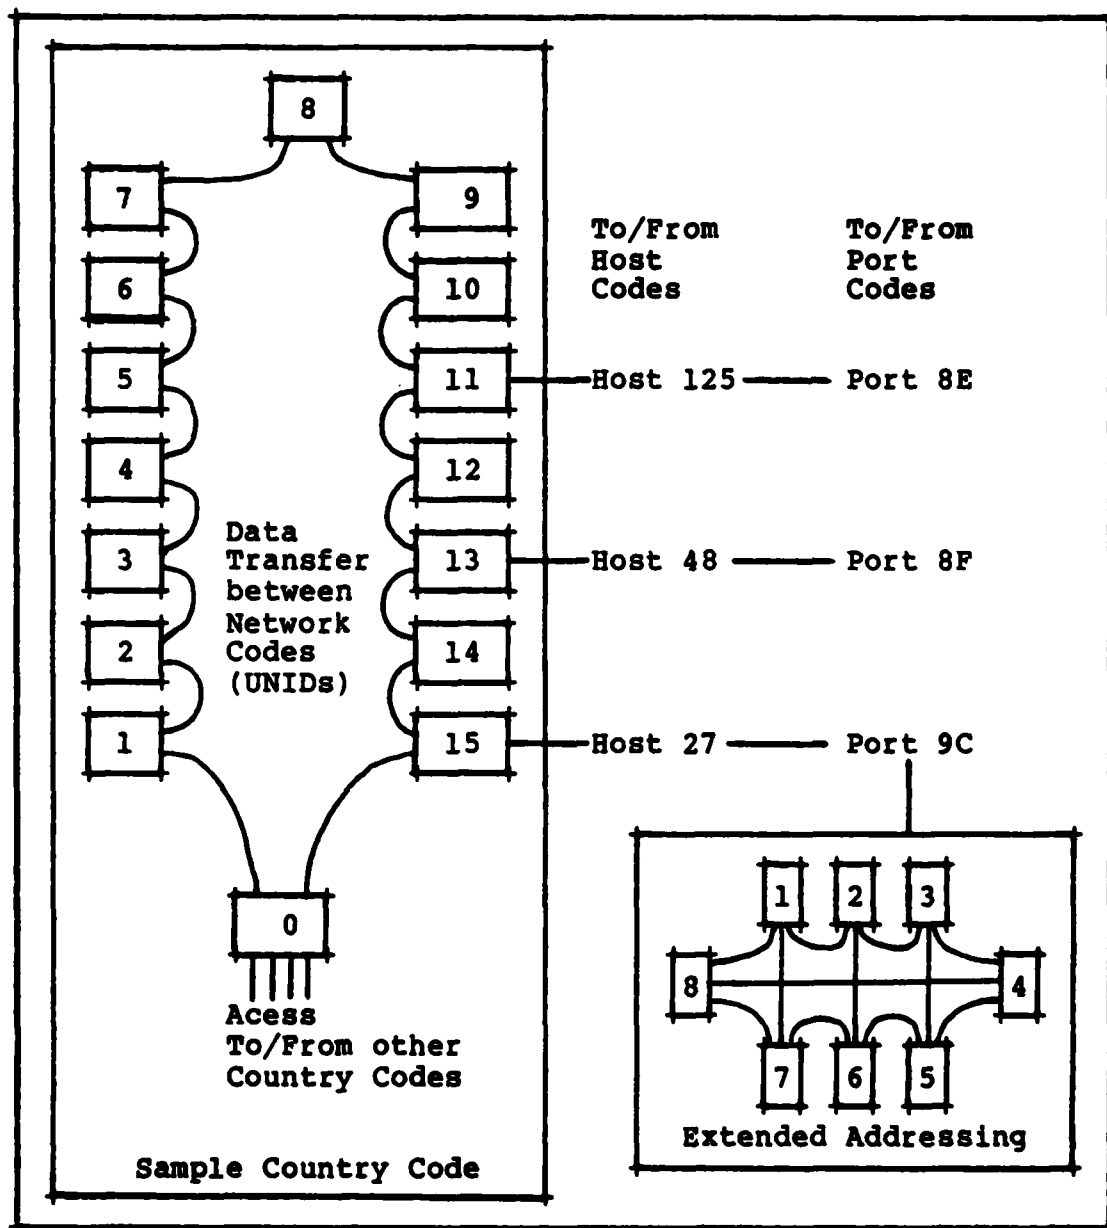 8
7
9
6
10
5
11
4
12
3
13
2
14
1
15
0
Data
Transfer
between
Network
Codes
(UNIDs)
Acess
To/From other
Country Codes
Sample Country Code
To/From
Host
Codes
To/From
Port
Codes
Host 125
Port 8E
Host 48
Port 8F
Host 27
Port 9C
1 2 3
8 4
7 6 5
Extended Addressing